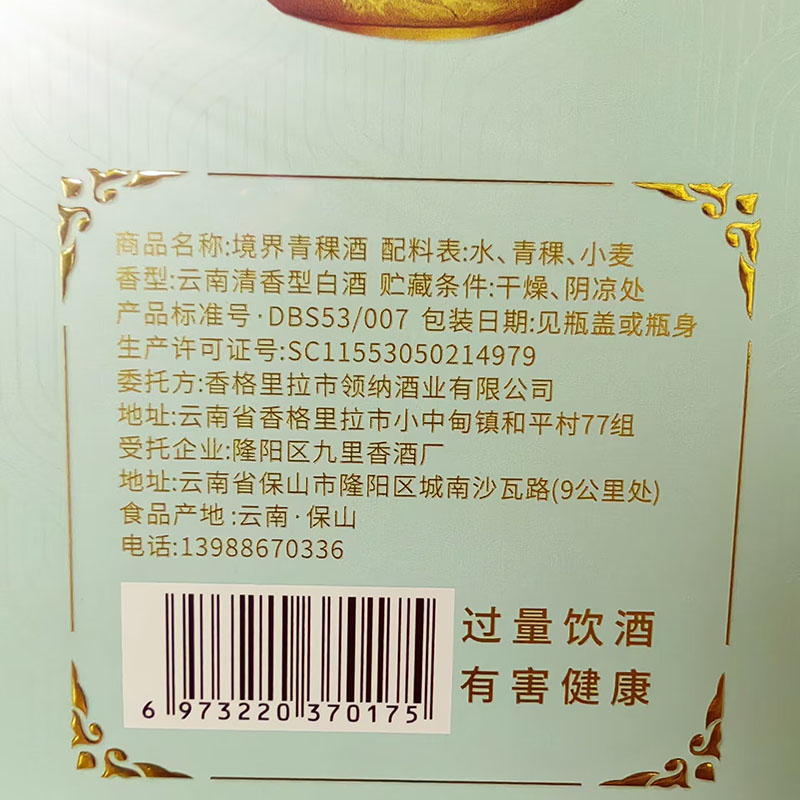 商品名称:境界青稞酒 配料表:水、青稞、小麦
香型:云南清香型白酒 贮藏条件:干燥、阴凉处
产品标准号·DBS53/007 包装日期:见瓶盖或瓶身
生产许可证号:SC11553050214979
委托方:香格里拉市领纳酒业有限公司
地址:云南省香格里拉市小中甸镇和平村77组
受托企业:隆阳区九里香酒厂
地址:云南省保山市隆阳区城南沙瓦路(9公里处)
食品产地:云南·保山
电话:13988670336
过量饮酒
有害健康
6 973220 370175